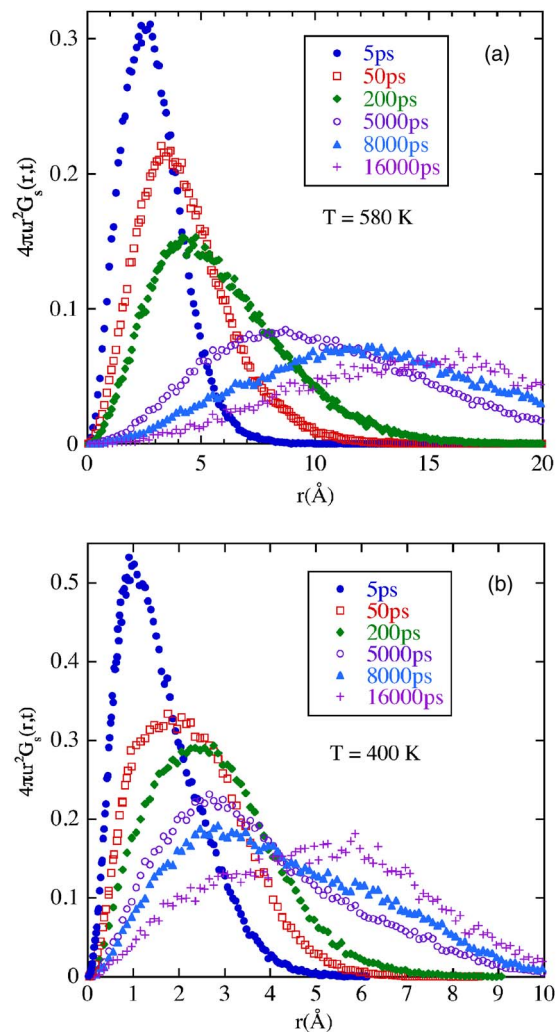 0.3
0.2
0.1
0
4πr²Gₛ(r,t)
5ps
50ps
200ps
5000ps
8000ps
16000ps
(a)
T = 580 K
0 5 10 15 20
r(Å)
0.5
0.4
0.3
0.2
0.1
0
4πr²Gₛ(r,t)
5ps
50ps
200ps
5000ps
8000ps
16000ps
(b)
T = 400 K
0 1 2 3 4 5 6 7 8 9 10
r(Å)